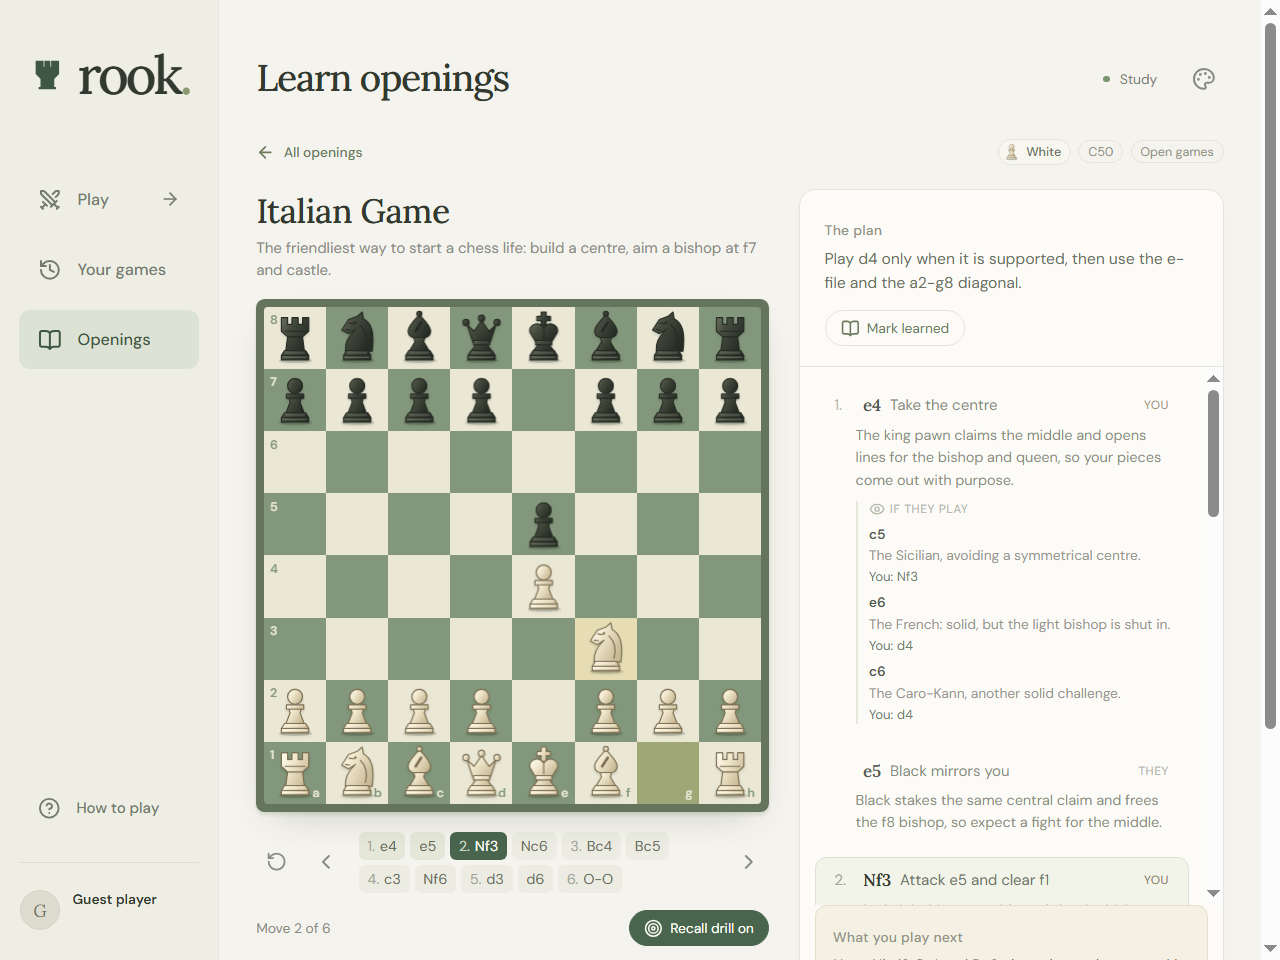 rook.
Play
Your games
Openings
How to play
G
Guest player
Learn openings
Study
All openings
White
C50
Open games
Italian Game
The friendliest way to start a chess life: build a centre, aim a bishop at f7
and castle.
8
7
6
5
4
3
2
1
a
b
c
d
e
f
g
h
1. e4
e5
2. Nf3
Nc6
3. Bc4
Bc5
4. c3
Nf6
5. d3
d6
6. O-O
Move 2 of 6
Recall drill on
The plan
Play d4 only when it is supported, then use the e-
file and the a2-g8 diagonal.
Mark learned
1. e4 Take the centre YOU
The king pawn claims the middle and opens
lines for the bishop and queen, so your pieces
come out with purpose.
IF THEY PLAY
c5
The Sicilian, avoiding a symmetrical centre.
You: Nf3
e6
The French: solid, but the light bishop is shut in.
You: d4
c6
The Caro-Kann, another solid challenge.
You: d4
e5 Black mirrors you THEY
Black stakes the same central claim and frees
the f8 bishop, so expect a fight for the middle.
2. Nf3 Attack e5 and clear f1 YOU
What you play next